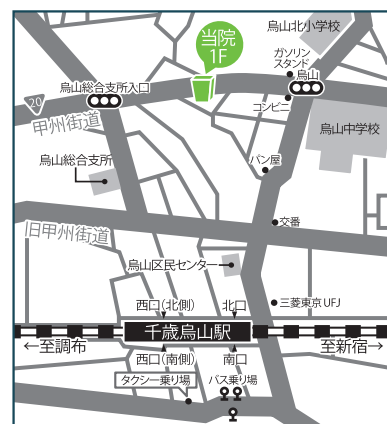 当院
1F
烏山北小学校
ガソリン
スタンド
烏山
烏山総合支所入口
20
甲州街道
コンビニ
烏山中学校
パン屋
烏山総合支所
交番
旧甲州街道
烏山区民センター
西口(北側)
北口
三菱東京UFJ
千歳烏山駅
←至調布
至新宿→
西口(南側)
南口
タクシー乗り場
バス乗り場